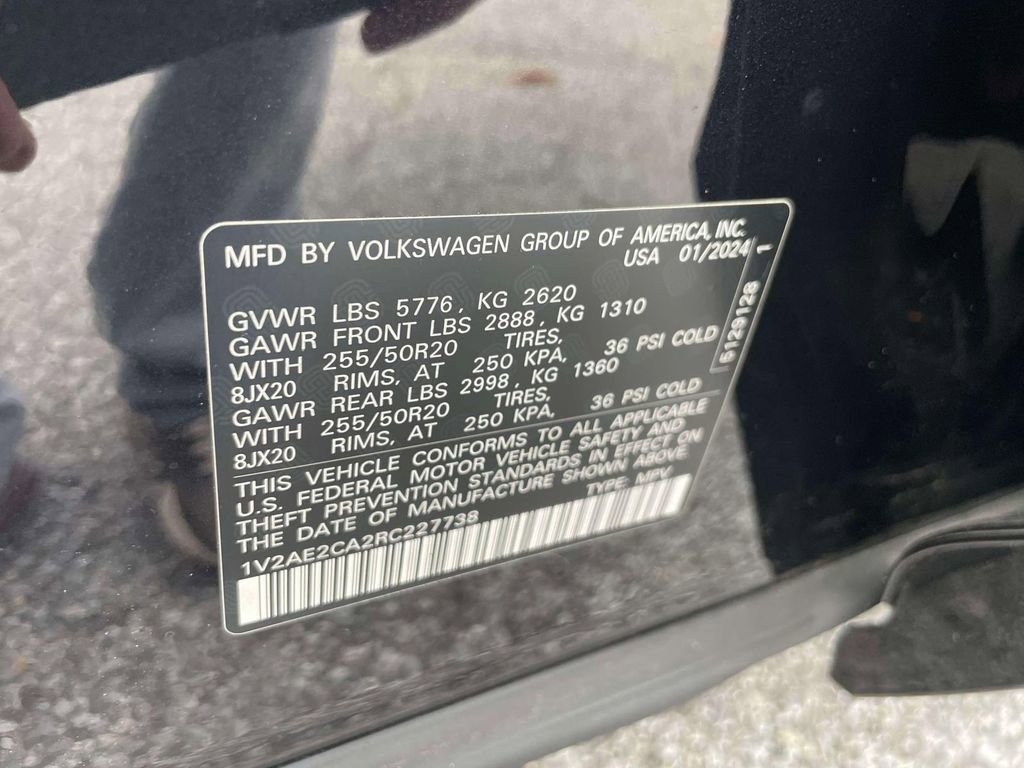 MFD BY VOLKSWAGEN GROUP OF AMERICA, INC.
USA 01/2024
1
GVWR LBS 5776, KG 2620
GAWR FRONT LBS 2888, KG 1310
WITH 255/50R20 TIRES,
8JX20 RIMS, AT 250 KPA, 36 PSI COLD
GAWR REAR LBS 2998, KG 1360
WITH 255/50R20 TIRES,
8JX20 RIMS, AT 250 KPA, 36 PSI COLD
THIS VEHICLE CONFORMS TO ALL APPLICABLE
U.S. FEDERAL MOTOR VEHICLE SAFETY AND
THEFT PREVENTION STANDARDS IN EFFECT ON
THE DATE OF MANUFACTURE SHOWN ABOVE
1V2AE2CA2RC227738 TYPE: MPV
5129128